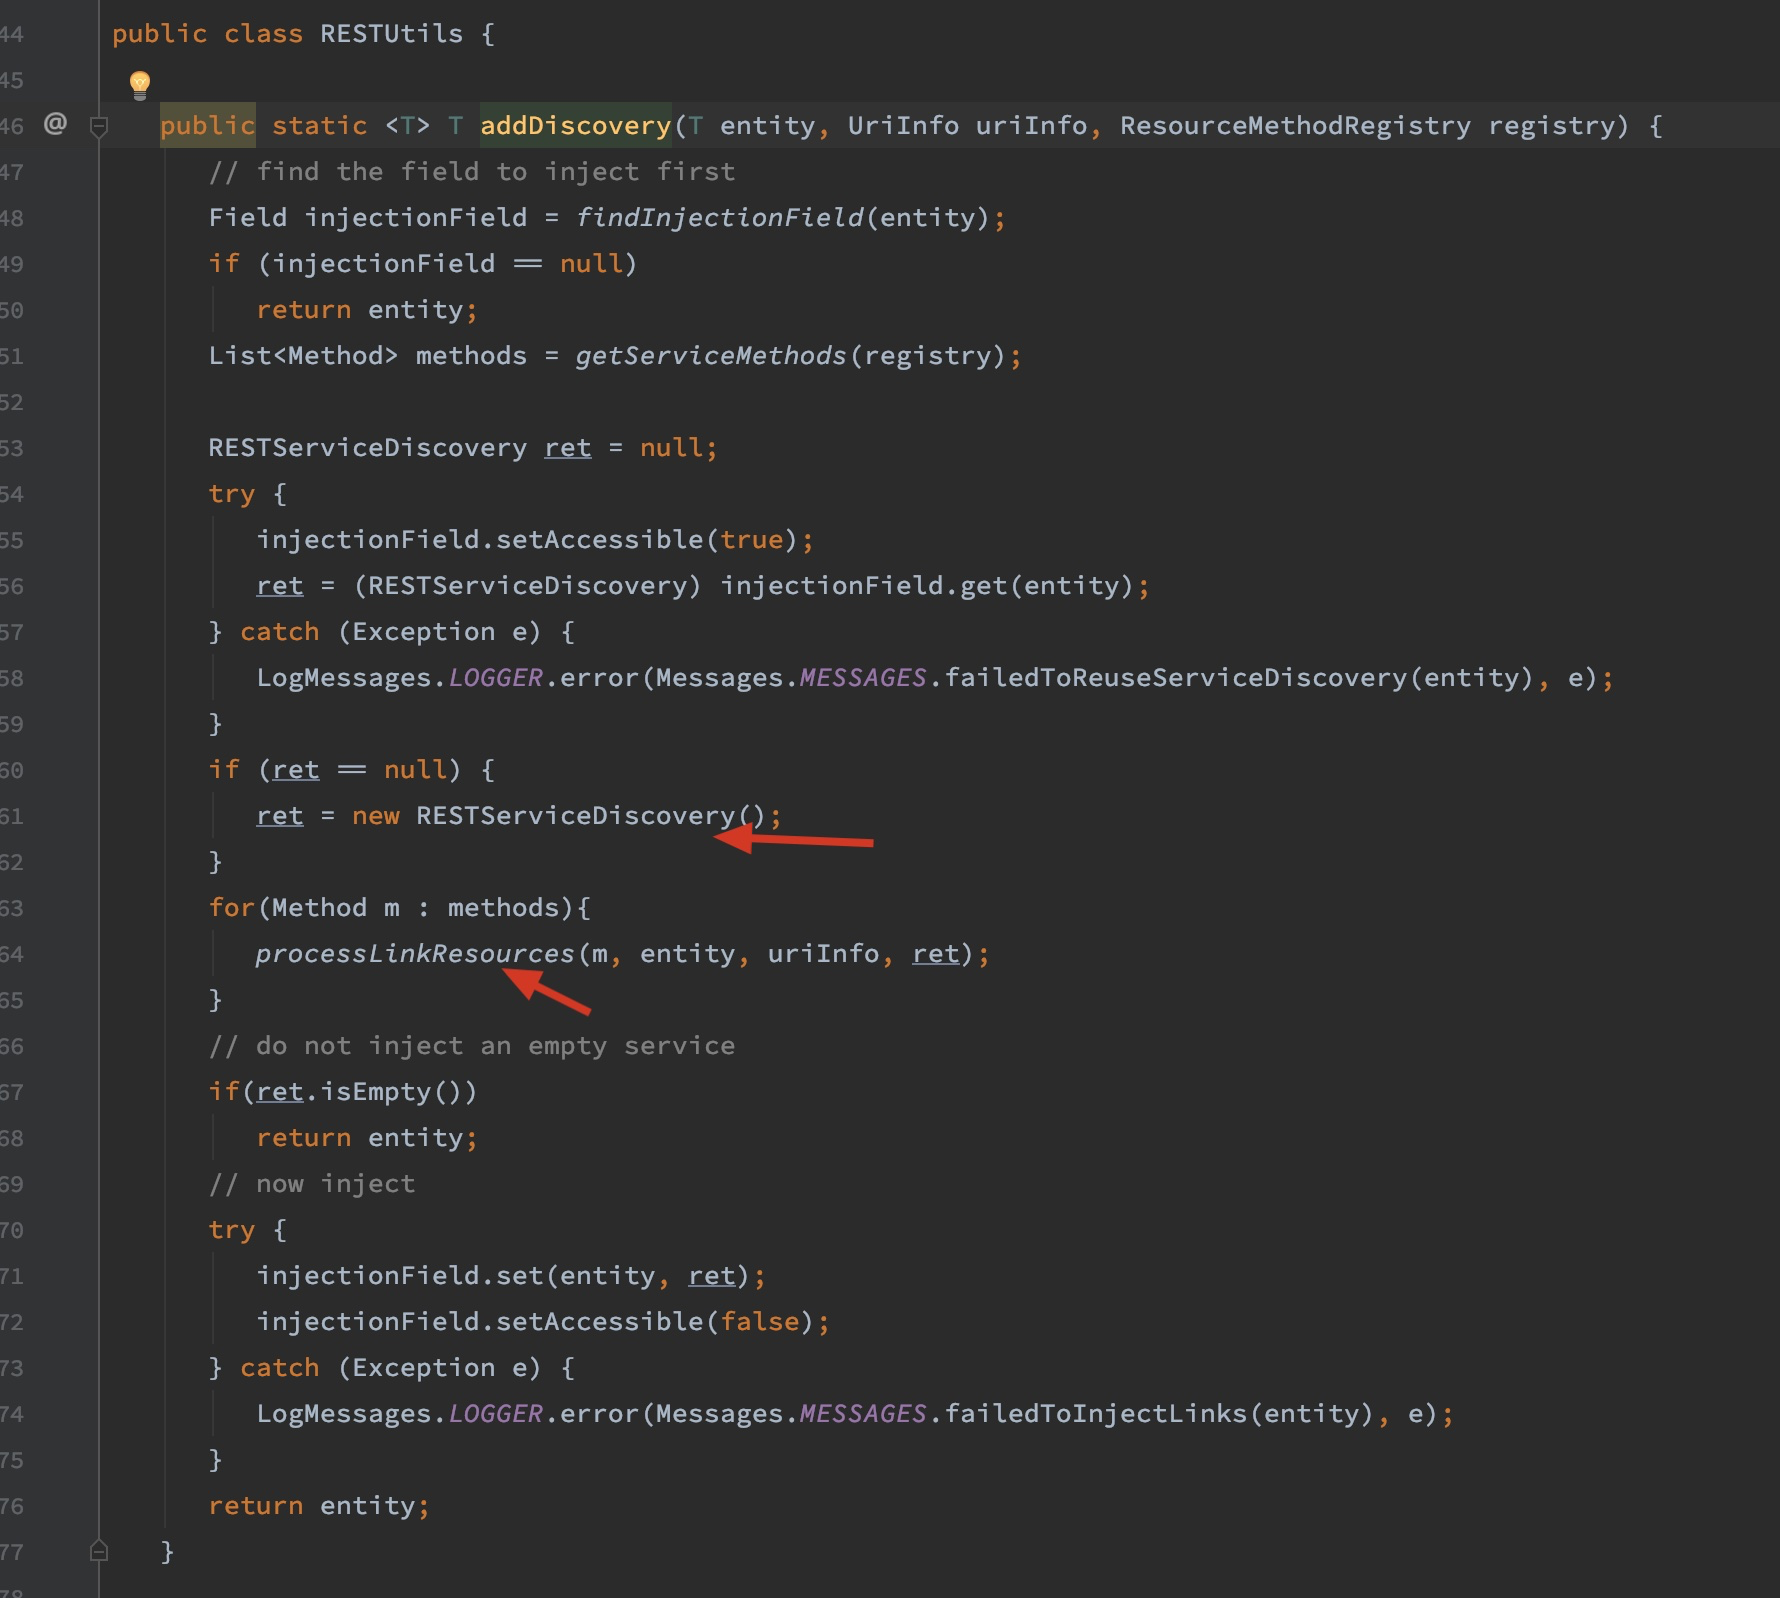 44 public class RESTUtils {
45
46 @ public static <T> T addDiscovery(T entity, UriInfo uriInfo, ResourceMethodRegistry registry) {
47 // find the field to inject first
48 Field injectionField = findInjectionField(entity);
49 if (injectionField == null)
50 return entity;
51 List<Method> methods = getServiceMethods(registry);
52
53 RESTServiceDiscovery ret = null;
54 try {
55 injectionField.setAccessible(true);
56 ret = (RESTServiceDiscovery) injectionField.get(entity);
57 } catch (Exception e) {
58 LogMessages.LOGGER.error(Messages.MESSAGES.failedToReuseServiceDiscovery(entity), e);
59 }
60 if (ret == null) {
61 ret = new RESTServiceDiscovery();
62 }
63 for(Method m : methods){
64 processLinkResources(m, entity, uriInfo, ret);
65 }
66 // do not inject an empty service
67 if(ret.isEmpty())
68 return entity;
69 // now inject
70 try {
71 injectionField.set(entity, ret);
72 injectionField.setAccessible(false);
73 } catch (Exception e) {
74 LogMessages.LOGGER.error(Messages.MESSAGES.failedToInjectLinks(entity), e);
75 }
76 return entity;
77 }
78